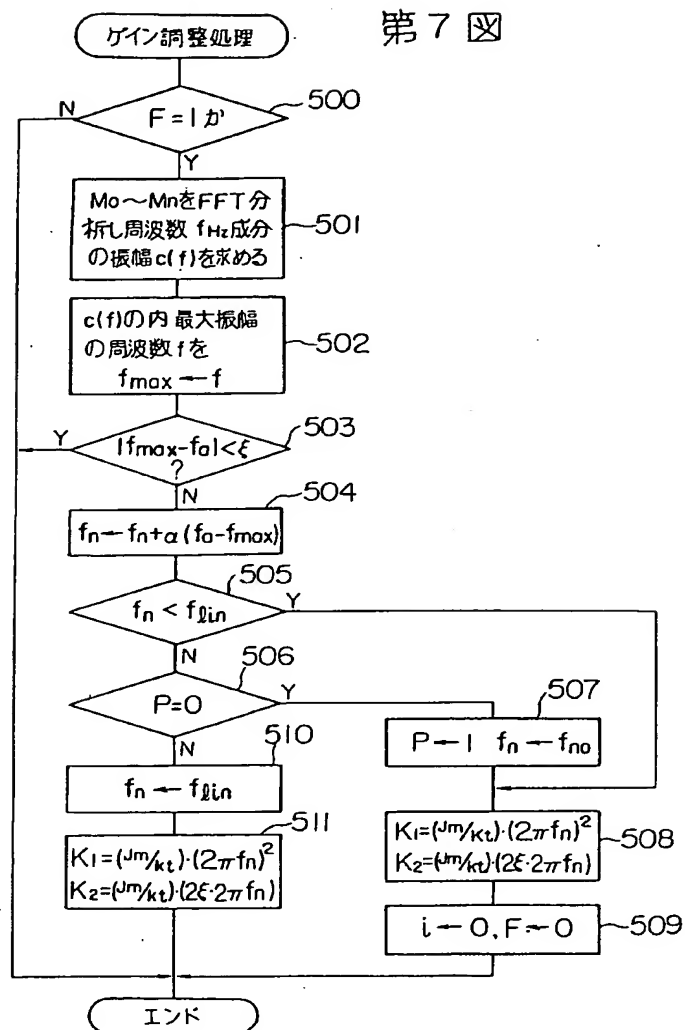 第7図
ゲイン調整処理
F=1か
500
N
Y
Mo~MnをFFT分
析し周波数 fHz成分
の振幅c(f)を求める
501
c(f)の内 最大振幅
の周波数fを
fmax ← f
502
|fmax-fa|<ξ
?
503
Y
N
504
fn←fn+α(fa-fmax)
505
fn < flin
Y
N
506
P=0
Y
N
507
P←1 fn←fno
510
fn ← flin
511
K1=(Jm/kt)·(2πfn)²
K2=(Jm/kt)·(2ξ·2πfn)
K1=(Jm/kt)·(2πfn)²
K2=(Jm/kt)·(2ξ·2πfn)
508
i←0, F←0
509
エンド